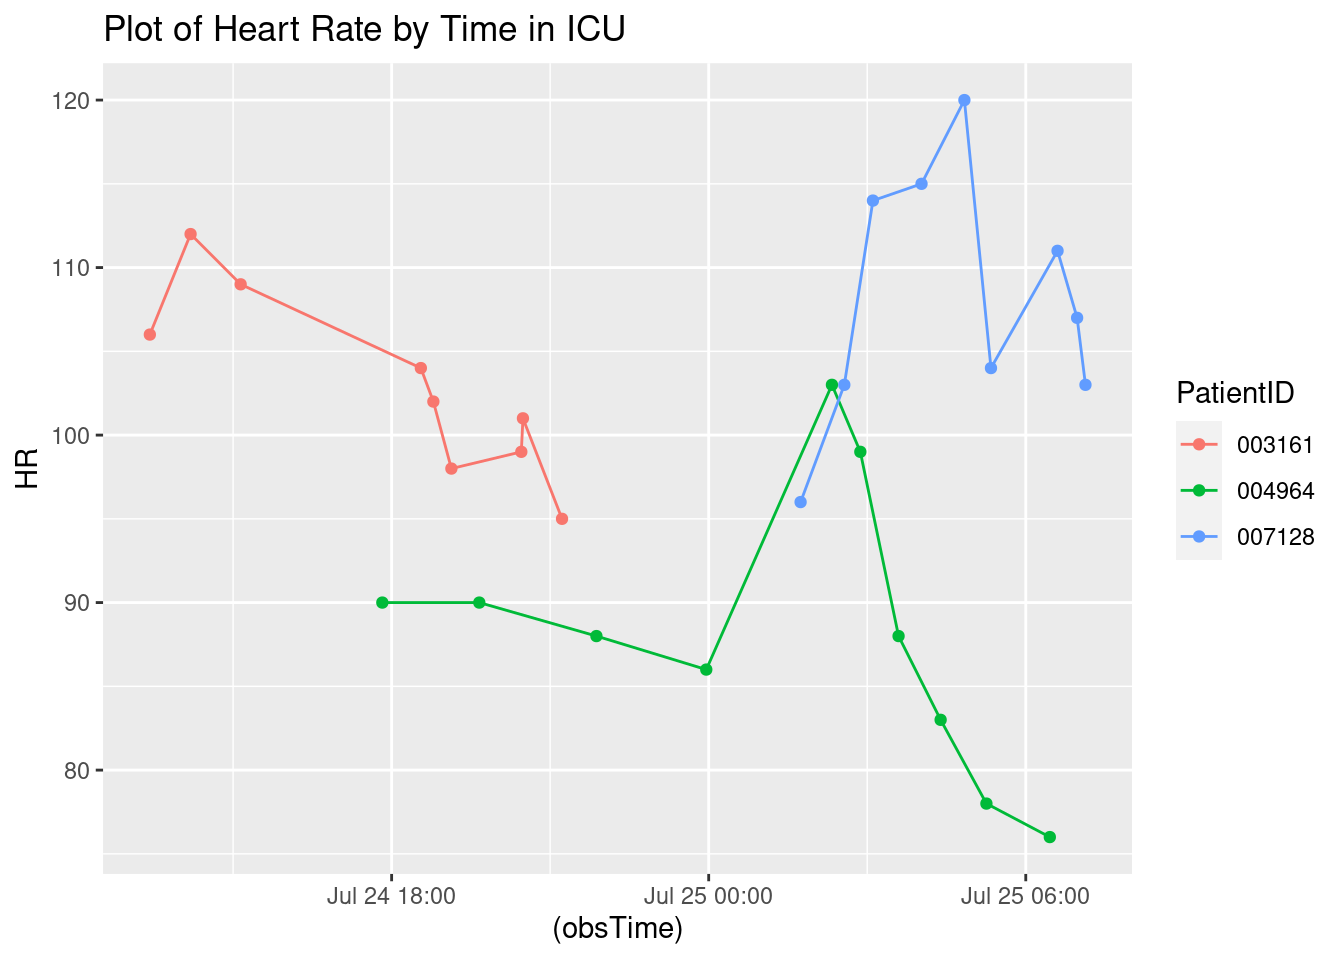 Plot of Heart Rate by Time in ICU
120
110
100
90
80
HR
Jul 24 18:00
Jul 25 00:00
Jul 25 06:00
(obsTime)
PatientID
003161
004964
007128